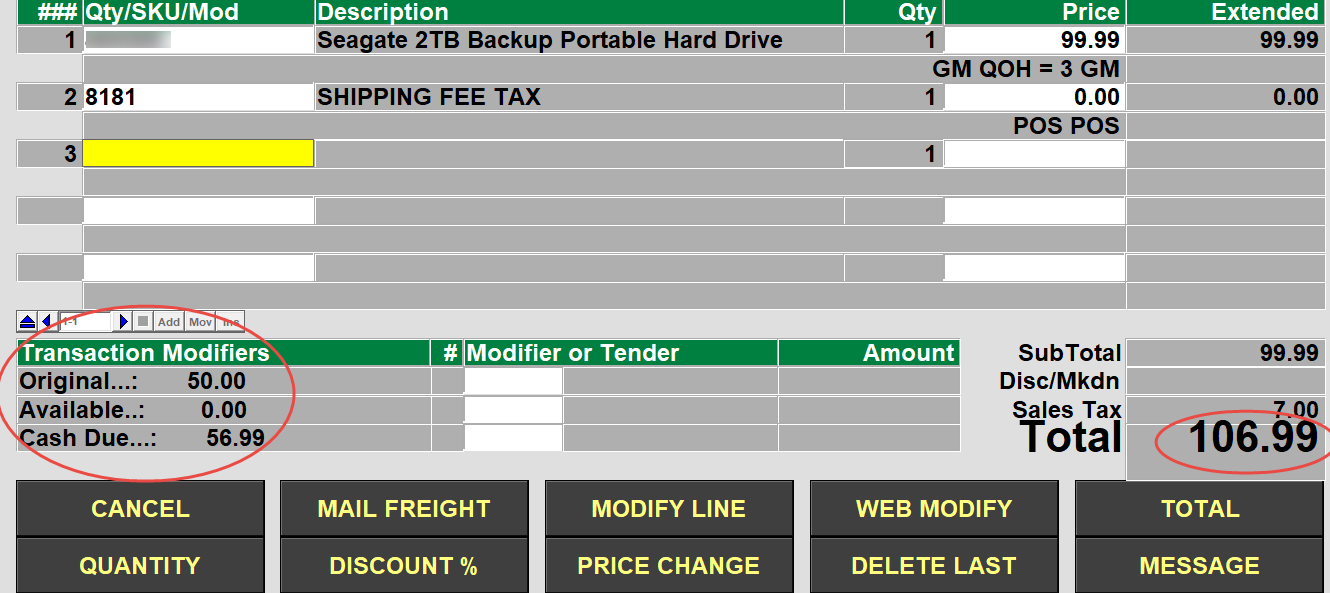 ### Qty/SKU/Mod Description Qty Price Extended
1 Seagate 2TB Backup Portable Hard Drive 1 99.99 99.99
GM QOH = 3 GM
2 8181 SHIPPING FEE TAX 1 0.00 0.00
POS POS
3 1
1-1 Add Mov Ins
Transaction Modifiers # Modifier or Tender Amount SubTotal 99.99
Original...: 50.00 Disc/Mkdn
Available..: 0.00 Sales Tax 7.00
Cash Due...: 56.99 Total 106.99
CANCEL MAIL FREIGHT MODIFY LINE WEB MODIFY TOTAL
QUANTITY DISCOUNT % PRICE CHANGE DELETE LAST MESSAGE